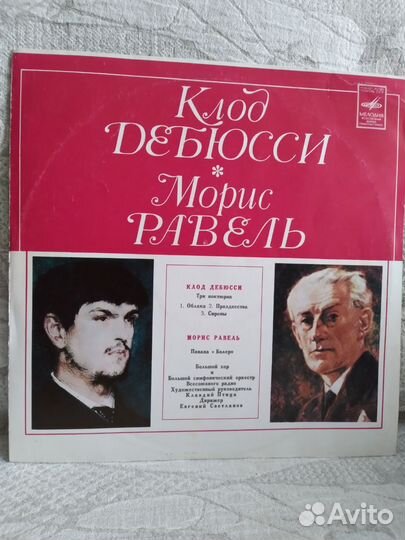 Клод
ДЕБЮССИ
*
Морис
РАВЕЛЬ
МЕЛОДИЯ
КЛОД ДЕБЮССИ
Три ноктюрна
1. Облака 2. Празднества
3. Сирены
МОРИС РАВЕЛЬ
Павана • Болеро
Большой хор
и
Большой симфонический оркестр
Всесоюзного радио
Художественный руководитель
Клавдий Птица
Дирижер
Евгений Светланов
Avito